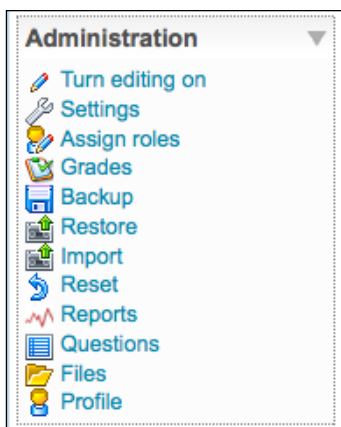 Administration
Turn editing on
Settings
Assign roles
Grades
Backup
Restore
Import
Reset
Reports
Questions
Files
Profile